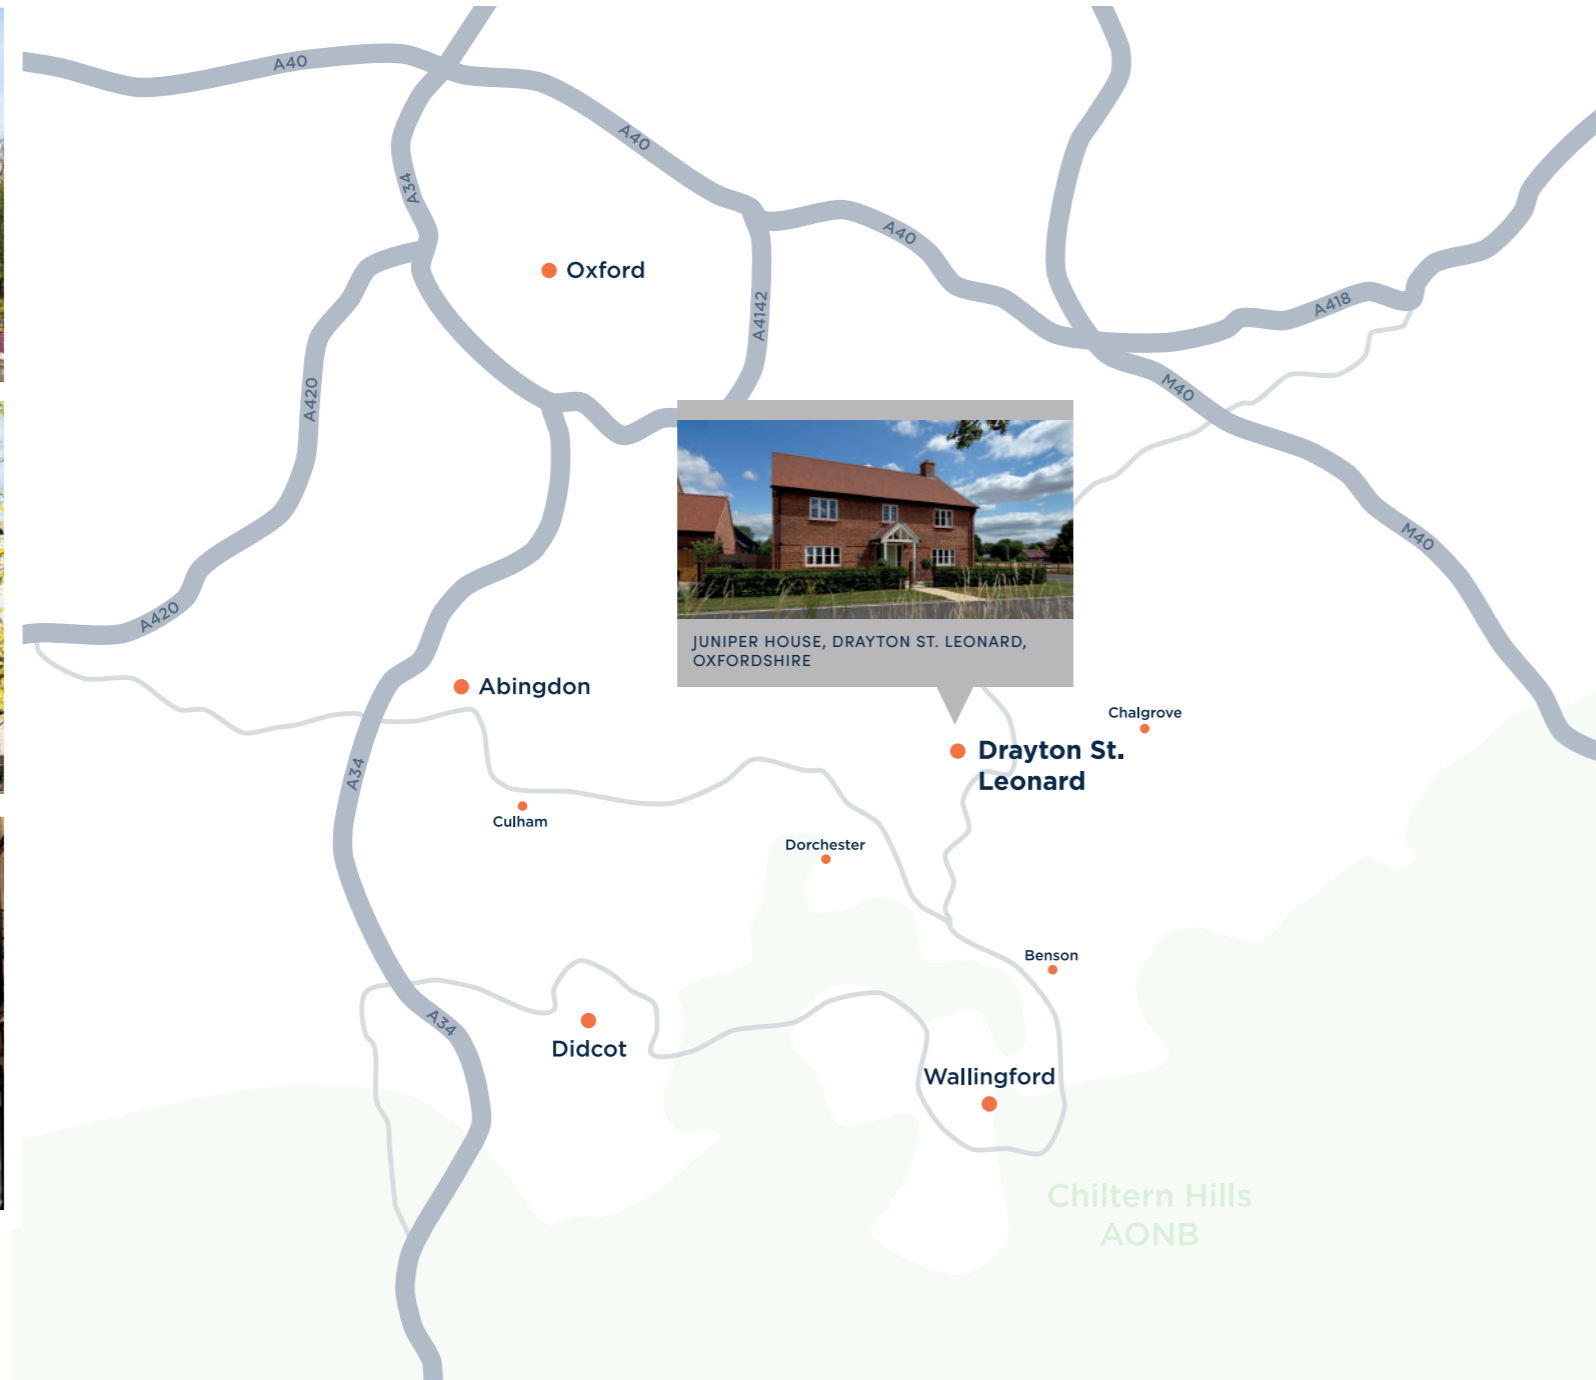 A40
A40
A34
A40
Oxford
A4142
A418
A420
M40
M40
A420
JUNIPER HOUSE, DRAYTON ST. LEONARD,
OXFORDSHIRE
Abingdon
Chalgrove
Drayton St.
Leonard
A34
Culham
Dorchester
Benson
A34
Didcot
Wallingford
Chiltern Hills
AONB